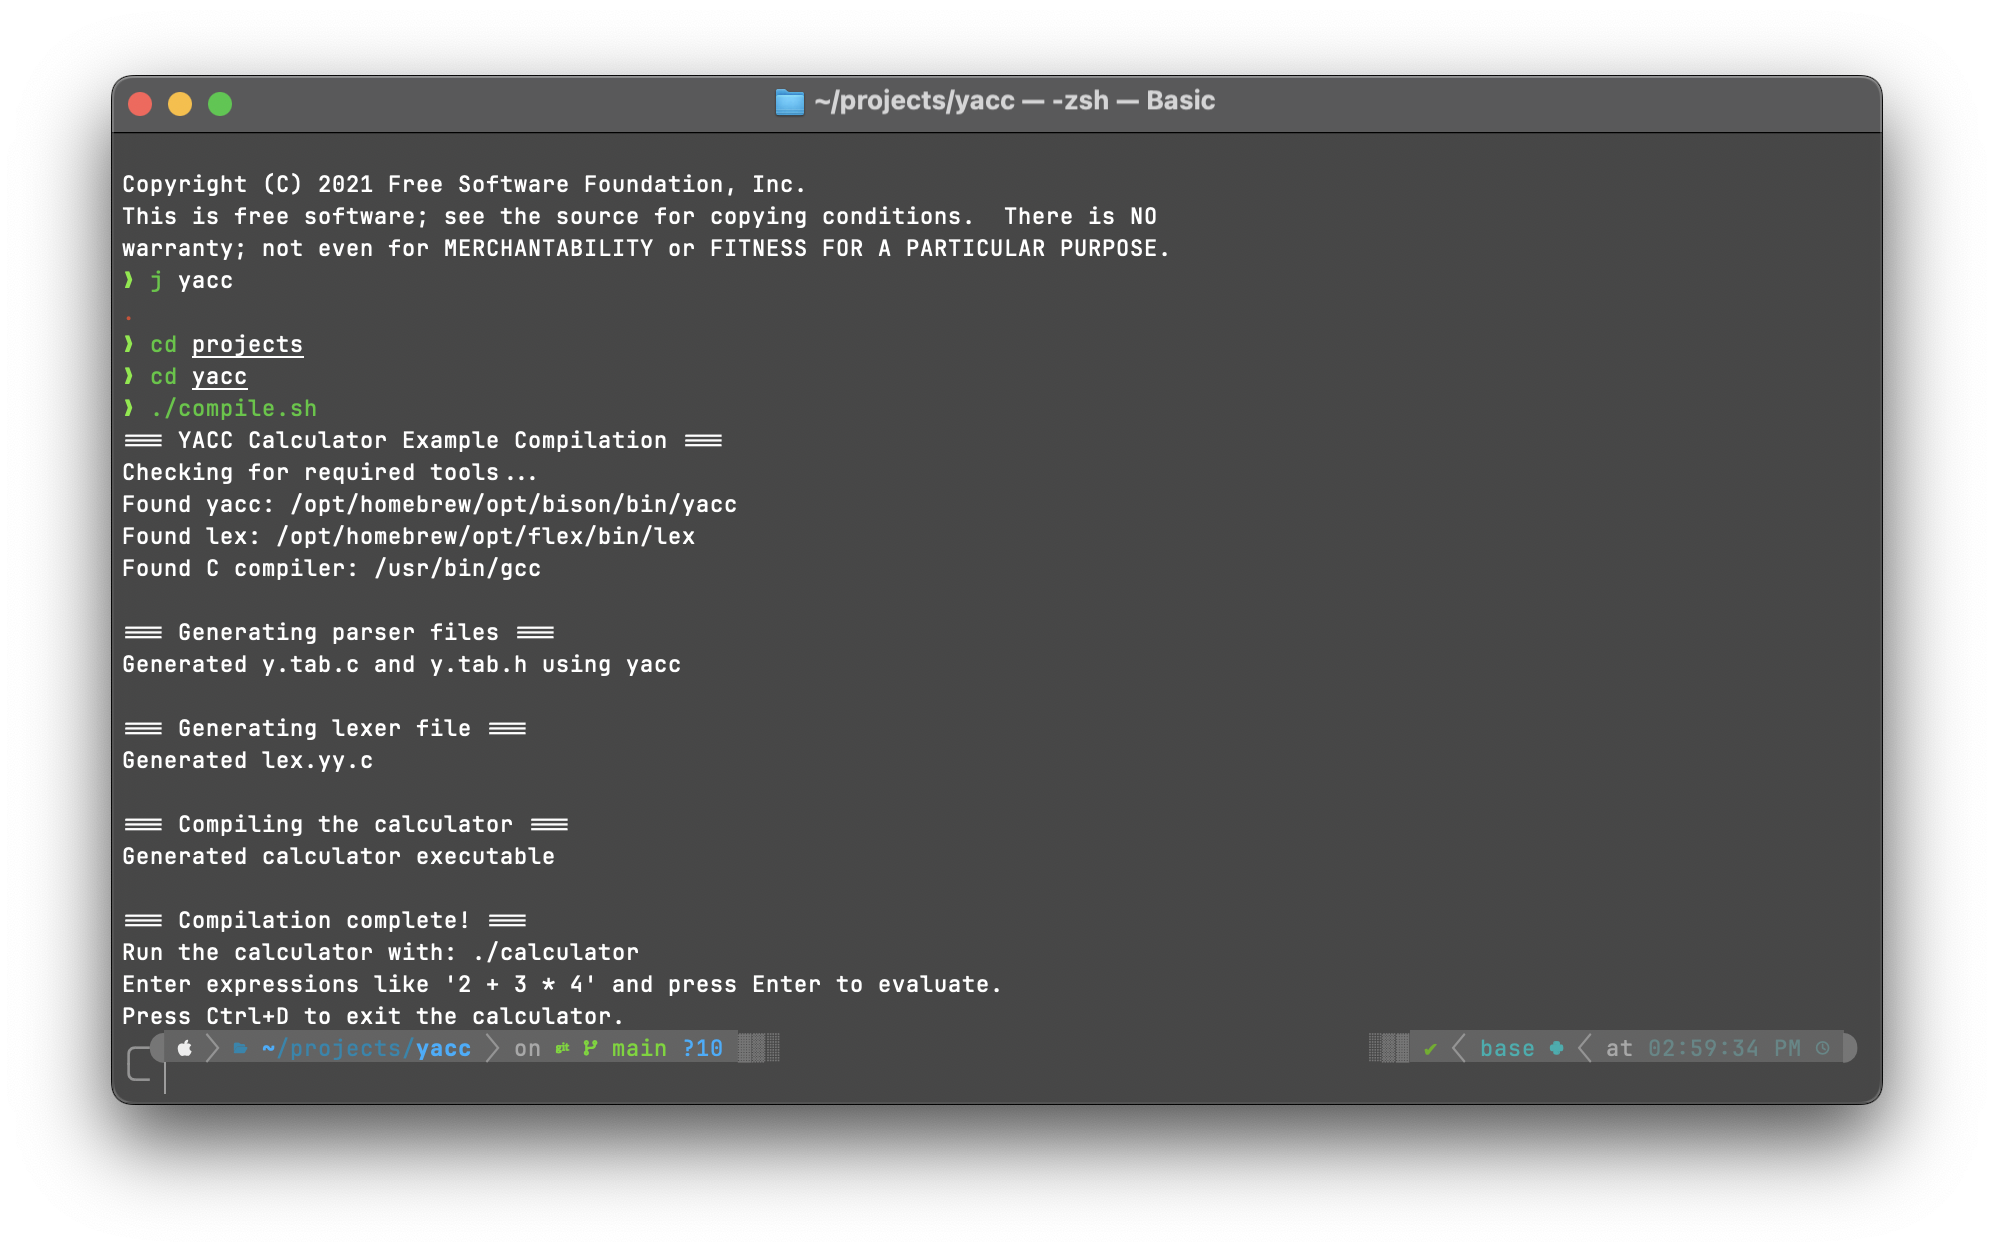 ~/projects/yacc — -zsh — Basic
Copyright (C) 2021 Free Software Foundation, Inc.
This is free software; see the source for copying conditions.  There is NO
warranty; not even for MERCHANTABILITY or FITNESS FOR A PARTICULAR PURPOSE.
❱ j yacc
.
❱ cd projects
❱ cd yacc
❱ ./compile.sh
=== YACC Calculator Example Compilation ===
Checking for required tools...
Found yacc: /opt/homebrew/opt/bison/bin/yacc
Found lex: /opt/homebrew/opt/flex/bin/lex
Found C compiler: /usr/bin/gcc
=== Generating parser files ===
Generated y.tab.c and y.tab.h using yacc
=== Generating lexer file ===
Generated lex.yy.c
=== Compiling the calculator ===
Generated calculator executable
=== Compilation complete! ===
Run the calculator with: ./calculator
Enter expressions like '2 + 3 * 4' and press Enter to evaluate.
Press Ctrl+D to exit the calculator.
~/projects/yacc on git main ?10 ✔ base at 02:59:34 PM